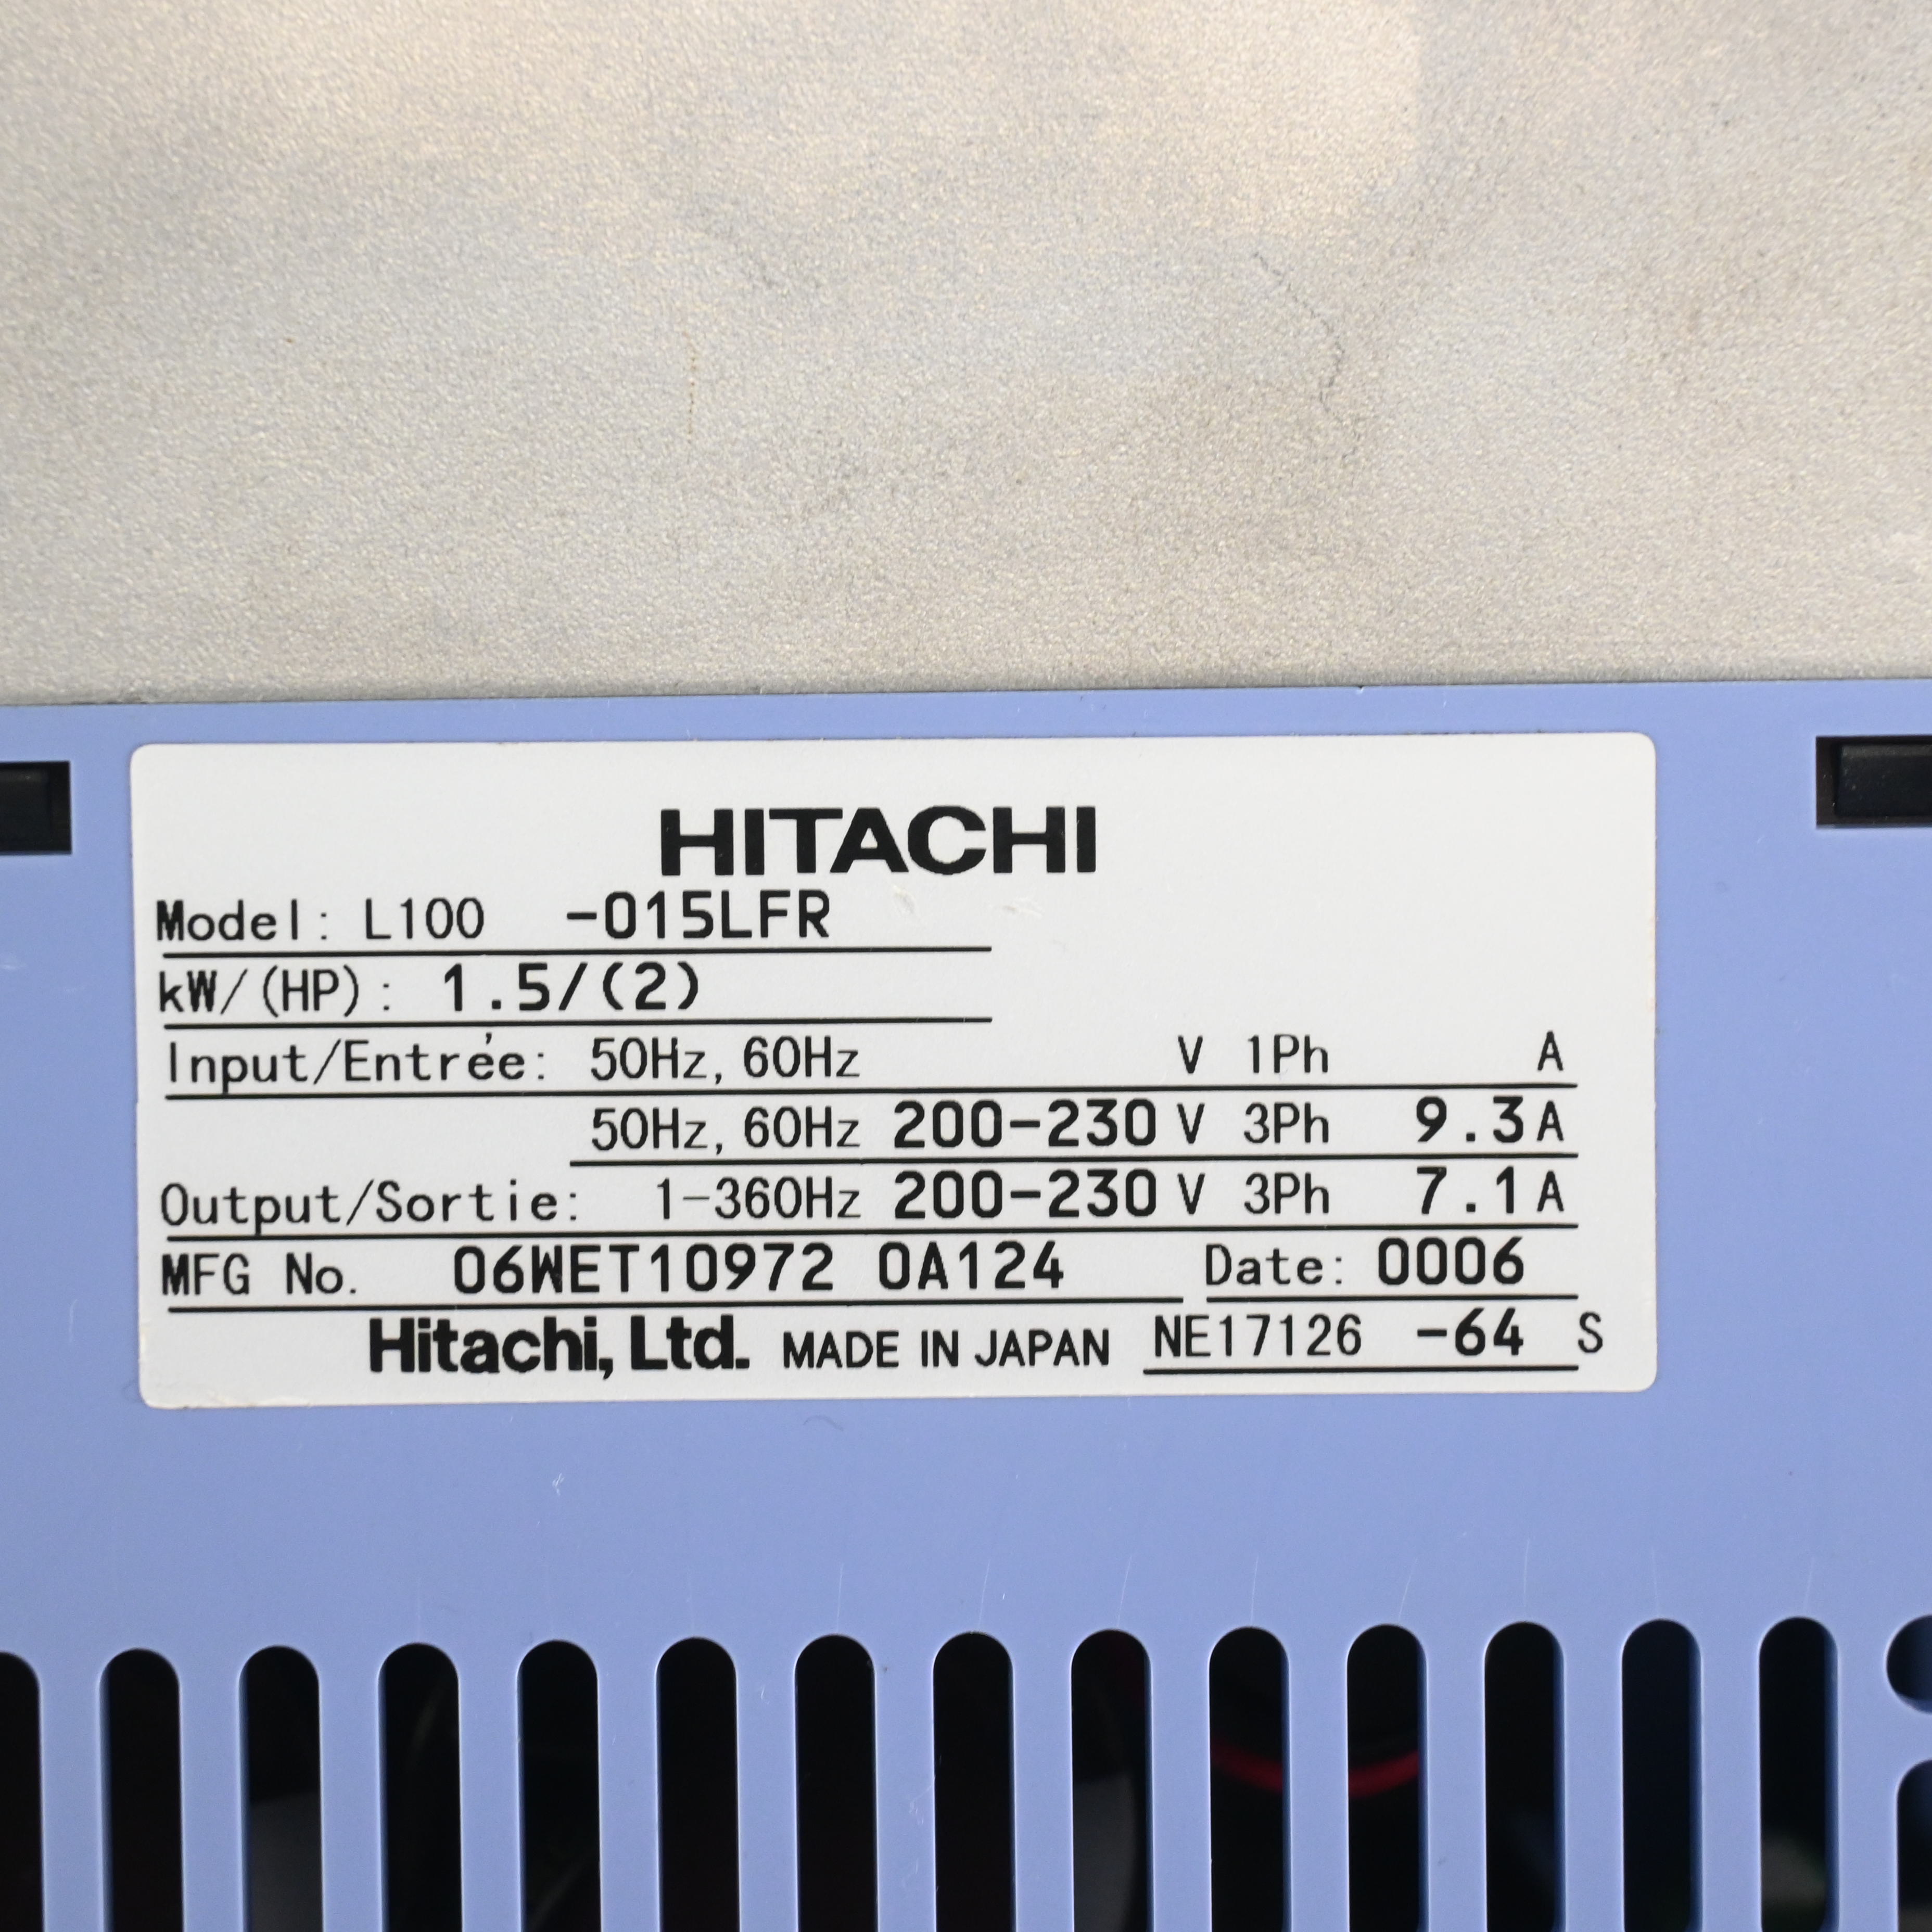 HITACHI
Model: L100 -015LFR
kW/(HP): 1.5/(2)
Input/Entrée: 50Hz, 60Hz V 1Ph A
50Hz, 60Hz 200-230 V 3Ph 9.3 A
Output/Sortie: 1-360Hz 200-230 V 3Ph 7.1 A
MFG No. 06WET10972 0A124 Date: 0006
Hitachi, Ltd. MADE IN JAPAN NE17126 -64 S